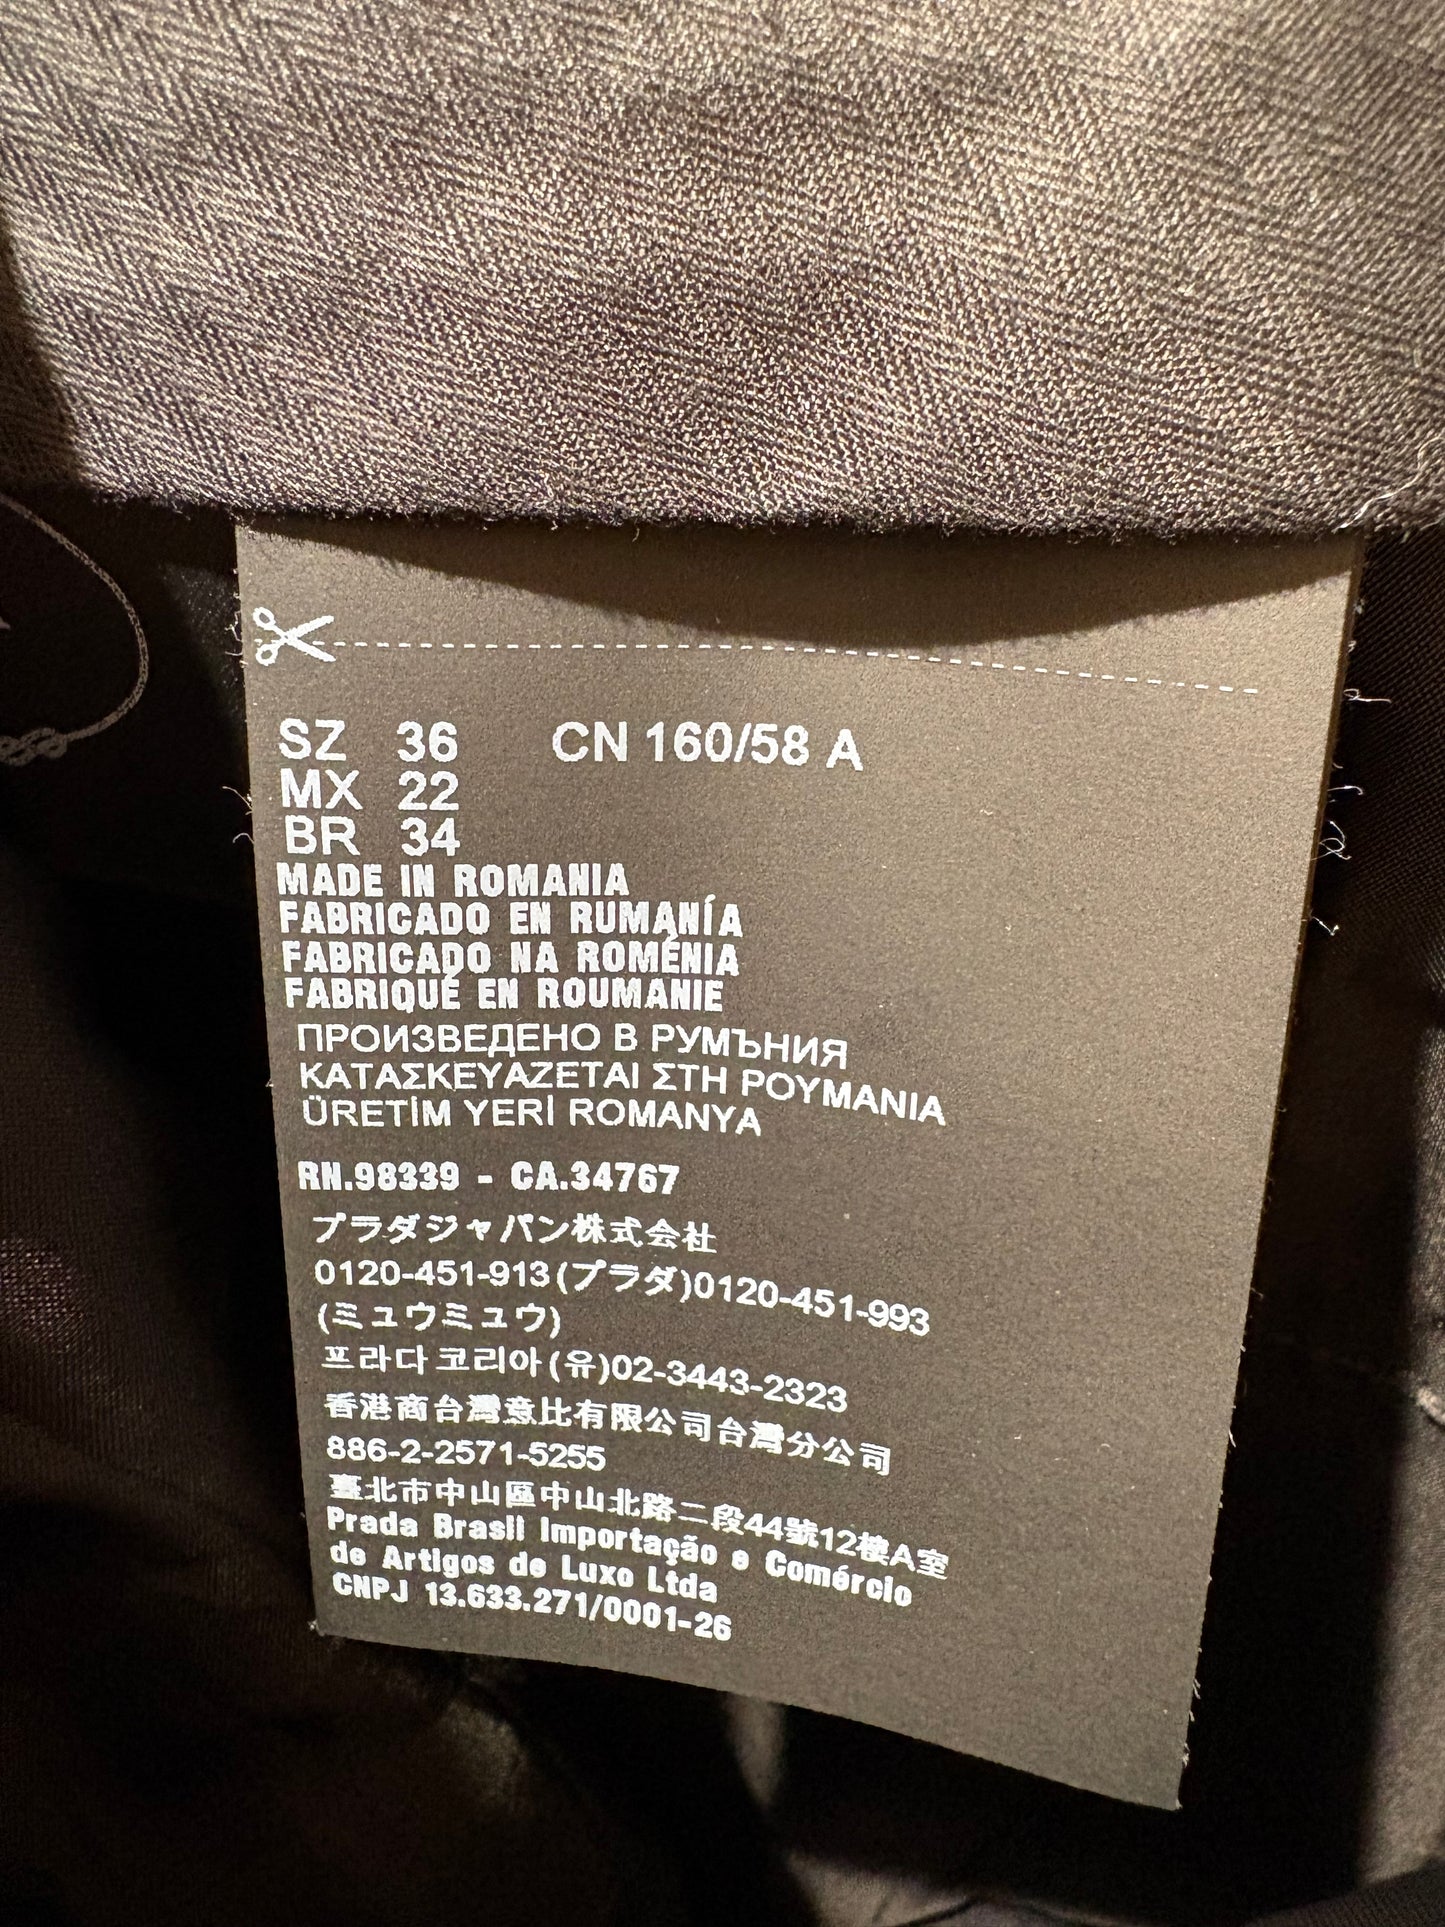 SZ 36 CN 160/58 A
MX 22
BR 34
MADE IN ROMANIA
FABRICADO EN RUMANÍA
FABRICADO NA ROMÉNIA
FABRIQUÉ EN ROUMANIE
ПРОИЗВЕДЕНО В РУМЪНИЯ
ΚΑΤΑΣΚΕΥΑΖΕΤΑΙ ΣΤΗ ΡΟΥΜΑΝΙΑ
ÜRETİM YERİ ROMANYA
RN.98339 - CA.34767
プラダジャパン株式会社
0120-451-913(プラダ)0120-451-993
(ミュウミュウ)
프라다코리아(유)02-3443-2323
香港商台灣意比有限公司台灣分公司
886-2-2571-5255
臺北市中山區中山北路二段44號12樓A室
Prada Brasil Importação e Comércio
de Artigos de Luxo Ltda
CNPJ 13.633.271/0001-26